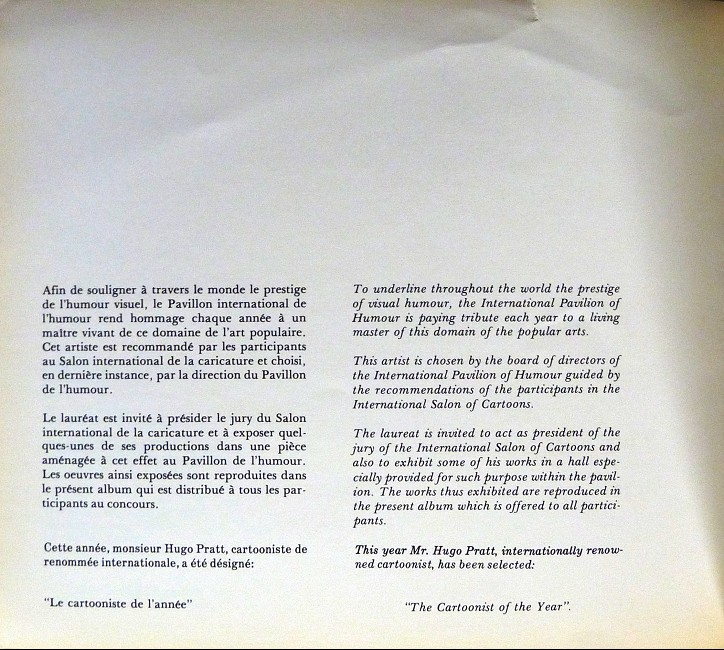 Afin de souligner à travers le monde le prestige
de l'humour visuel, le Pavillon international de
l'humour rend hommage chaque année à un
maître vivant de ce domaine de l'art populaire.
Cet artiste est recommandé par les participants
au Salon international de la caricature et choisi,
en dernière instance, par la direction du Pavillon
de l'humour.
Le lauréat est invité à présider le jury du Salon
international de la caricature et à exposer quel-
ques-unes de ses productions dans une pièce
aménagée à cet effet au Pavillon de l'humour.
Les oeuvres ainsi exposées sont reproduites dans
le présent album qui est distribué à tous les par-
ticipants au concours.
Cette année, monsieur Hugo Pratt, cartooniste de
renommée internationale, a été désigné:
"Le cartooniste de l'année"
To underline throughout the world the prestige
of visual humour, the International Pavilion of
Humour is paying tribute each year to a living
master of this domain of the popular arts.
This artist is chosen by the board of directors of
the International Pavilion of Humour guided by
the recommendations of the participants in the
International Salon of Cartoons.
The laureat is invited to act as president of the
jury of the International Salon of Cartoons and
also to exhibit some of his works in a hall espe-
cially provided for such purpose within the pavil-
ion. The works thus exhibited are reproduced in
the present album which is offered to all partici-
pants.
This year Mr. Hugo Pratt, internationally renow-
ned cartoonist, has been selected:
"The Cartoonist of the Year".